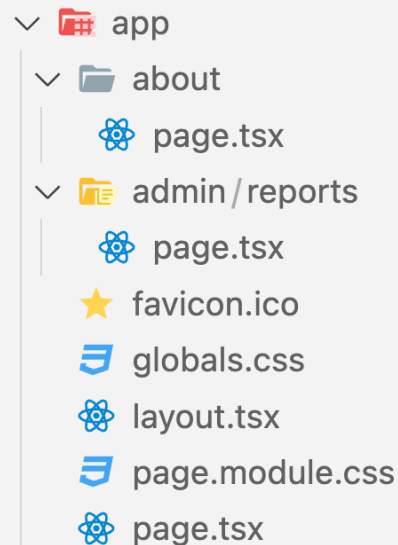 app
about
page.tsx
admin/reports
page.tsx
favicon.ico
globals.css
layout.tsx
page.module.css
page.tsx